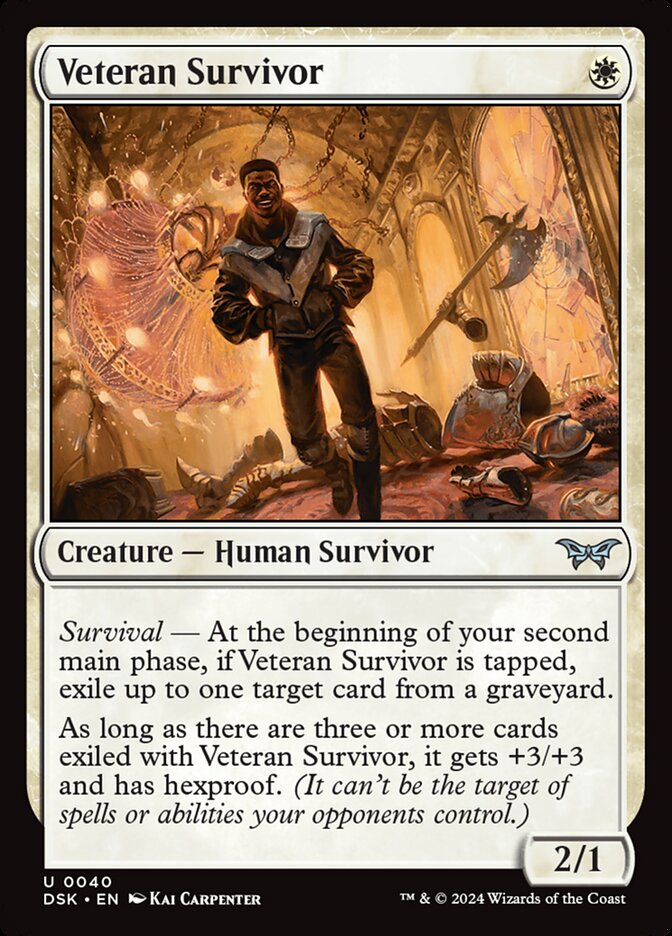 Veteran Survivor
Creature — Human Survivor
Survival — At the beginning of your second
main phase, if Veteran Survivor is tapped,
exile up to one target card from a graveyard.
As long as there are three or more cards
exiled with Veteran Survivor, it gets +3/+3
and has hexproof. (It can't be the target of
spells or abilities your opponents control.)
2/1
U 0040
DSK • EN Kai Carpenter
™ & © 2024 Wizards of the Coast